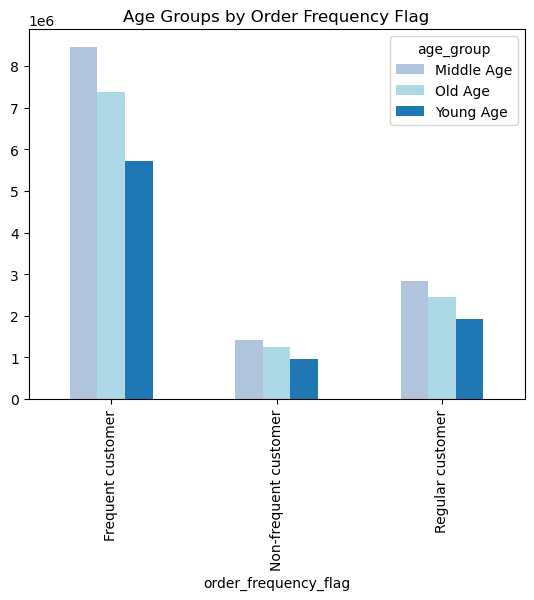 Age Groups by Order Frequency Flag
1e6
age_group
Middle Age
Old Age
Young Age
8
7
6
5
4
3
2
1
0
Frequent customer
Non-frequent customer
Regular customer
order_frequency_flag